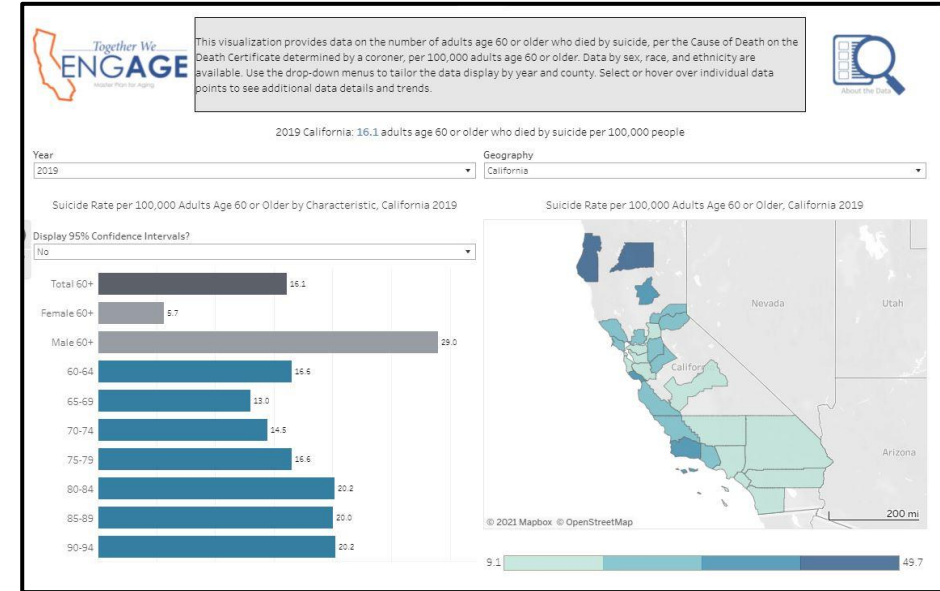 Together We
ENGAGE
Master Plan for Aging
This visualization provides data on the number of adults age 60 or older who died by suicide, per the Cause of Death on the
Death Certificate determined by a coroner, per 100,000 adults age 60 or older. Data by sex, race, and ethnicity are
available. Use the drop-down menus to tailor the data display by year and county. Select or hover over individual data
points to see additional data details and trends.
About the Data
2019 California: 16.1 adults age 60 or older who died by suicide per 100,000 people
Year
2019
Geography
California
Suicide Rate per 100,000 Adults Age 60 or Older by Characteristic, California 2019
Display 95% Confidence Intervals?
No
Total 60+ 16.1
Female 60+ 5.7
Male 60+ 29.0
60-64 16.6
65-69 13.0
70-74 14.5
75-79 16.6
80-84 20.2
85-89 20.0
90-94 20.2
Suicide Rate per 100,000 Adults Age 60 or Older, California 2019
Nevada
Utah
Californ
Arizona
200 mi
© 2021 Mapbox © OpenStreetMap
9.1 49.7